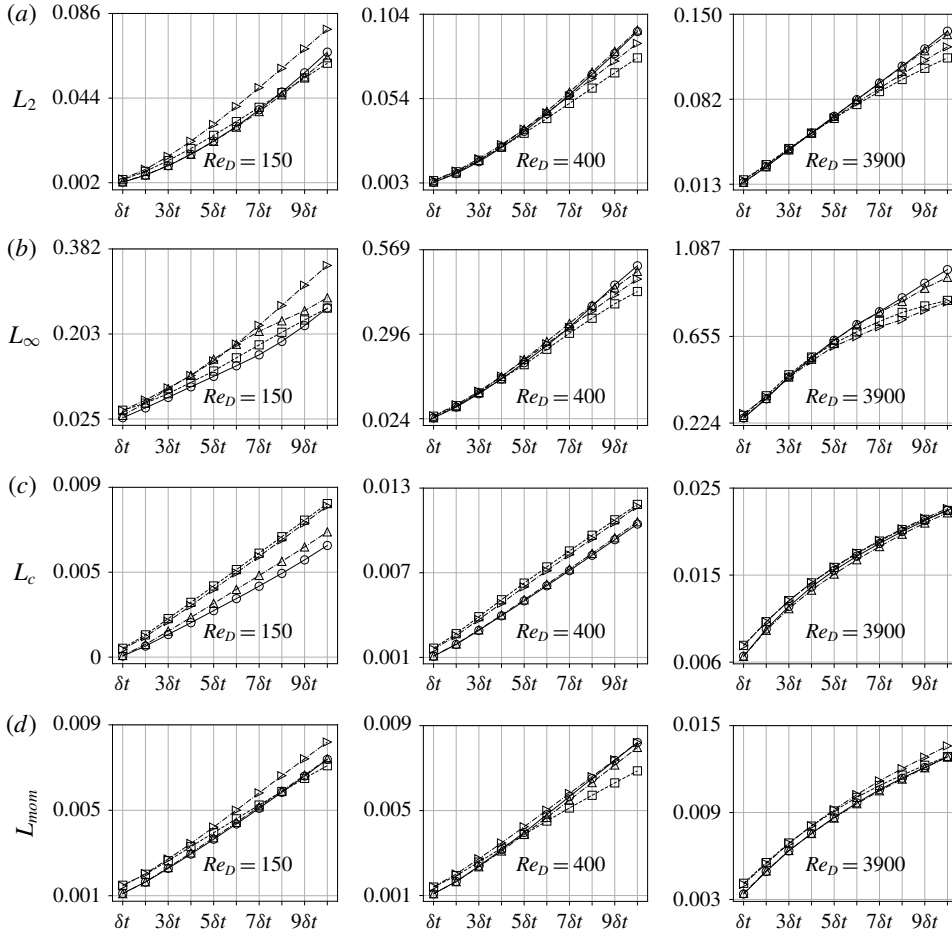 (a)
L2
0.086
0.044
0.002
ReD = 150
δt 3δt 5δt 7δt 9δt
0.104
0.054
0.003
ReD = 400
δt 3δt 5δt 7δt 9δt
0.150
0.082
0.013
ReD = 3900
δt 3δt 5δt 7δt 9δt
(b)
L∞
0.382
0.203
0.025
ReD = 150
δt 3δt 5δt 7δt 9δt
0.569
0.296
0.024
ReD = 400
δt 3δt 5δt 7δt 9δt
1.087
0.655
0.224
ReD = 3900
δt 3δt 5δt 7δt 9δt
(c)
Lc
0.009
0.005
0
ReD = 150
δt 3δt 5δt 7δt 9δt
0.013
0.007
0.001
ReD = 400
δt 3δt 5δt 7δt 9δt
0.025
0.015
0.006
ReD = 3900
δt 3δt 5δt 7δt 9δt
(d)
Lmom
0.009
0.005
0.001
ReD = 150
δt 3δt 5δt 7δt 9δt
0.009
0.005
0.001
ReD = 400
δt 3δt 5δt 7δt 9δt
0.015
0.009
0.003
ReD = 3900
δt 3δt 5δt 7δt 9δt